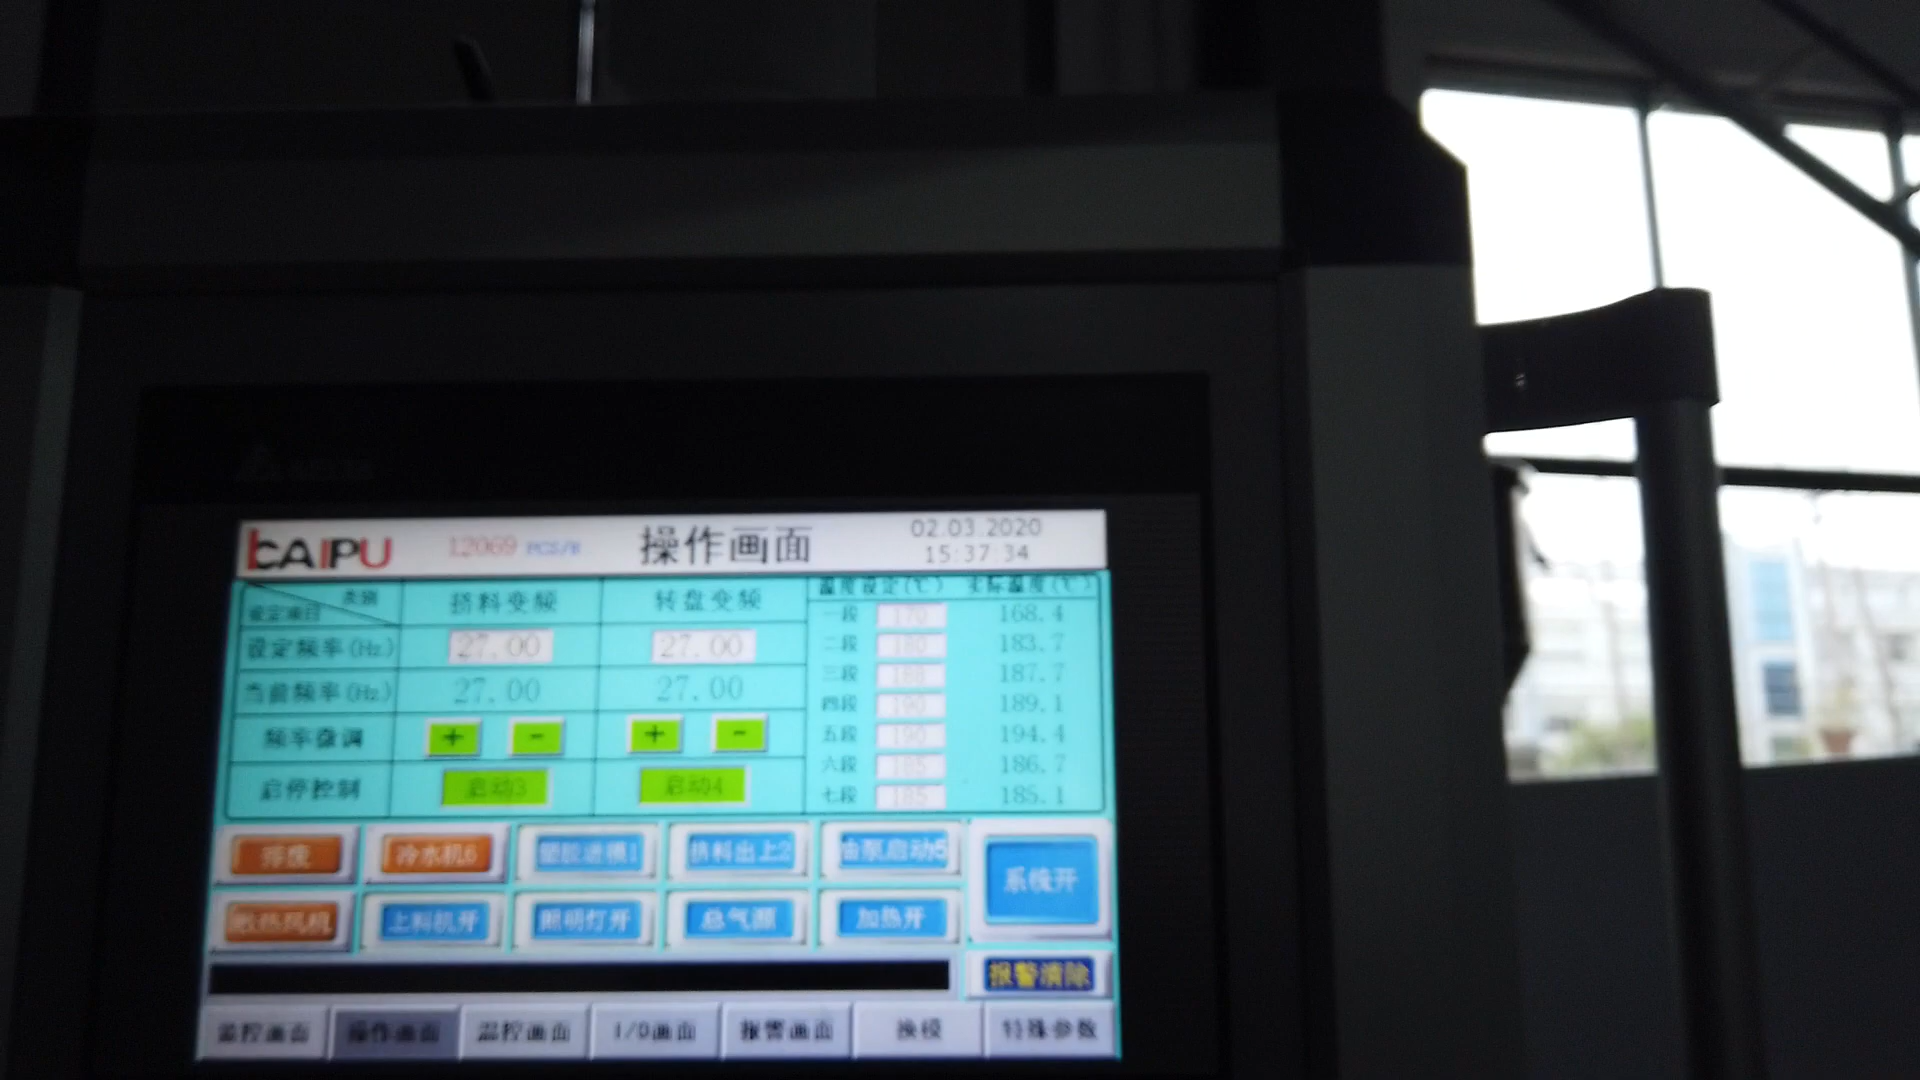 CAIPU 12069 PCS/H 操作画面 02.03.2020
15:37:34
类别 挤料变频 转盘变频 温度设定(℃) 实际温度(℃)
设定项目
一段 170 168.4
设定频率(Hz) 27.00 27.00 二段 180 183.7
三段 188 187.7
当前频率(Hz) 27.00 27.00 四段 190 189.1
频率微调 + - + - 五段 190 194.4
六段 185 186.7
启停控制 启动3 启动4 七段 185 185.1
冷水机6 塑胶进模1 挤料出上2 油泵启动5 系统开
散热风机 上料机开 照明灯开 总气源 加热开
报警清除
监控画面 操作画面 温控画面 I/O画面 报警画面 换模 特殊参数